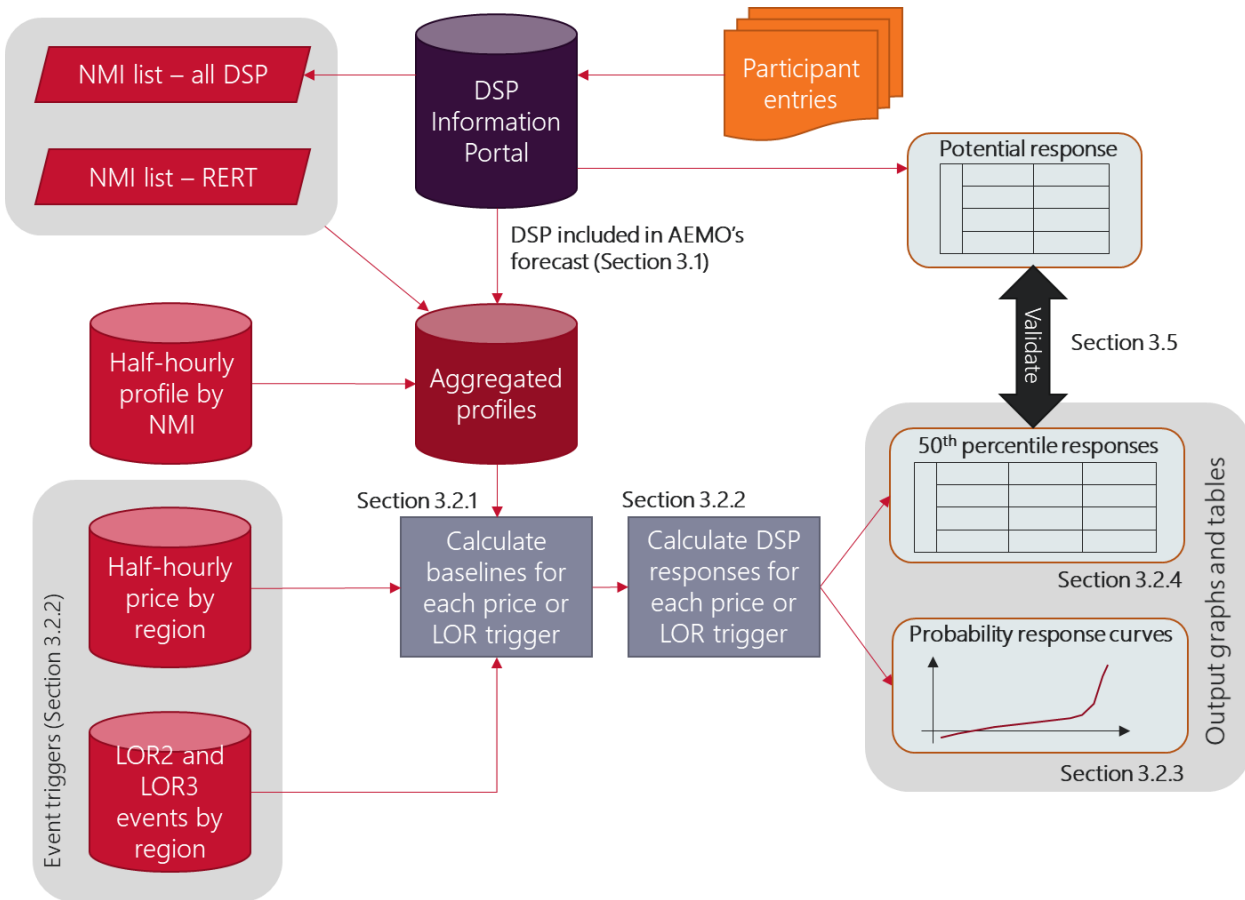 NMI list – all DSP
NMI list – RERT
DSP
Information
Portal
Participant
entries
Potential response
DSP included in AEMO's
forecast (Section 3.1)
Half-hourly
profile by
NMI
Aggregated
profiles
Validate
Section 3.5
Event triggers (Section 3.2.2)
Half-hourly
price by
region
LOR2 and
LOR3
events by
region
Section 3.2.1
Calculate
baselines for
each price or
LOR trigger
Section 3.2.2
Calculate DSP
responses for
each price or
LOR trigger
50th percentile responses
Section 3.2.4
Probability response curves
Section 3.2.3
Output graphs and tables